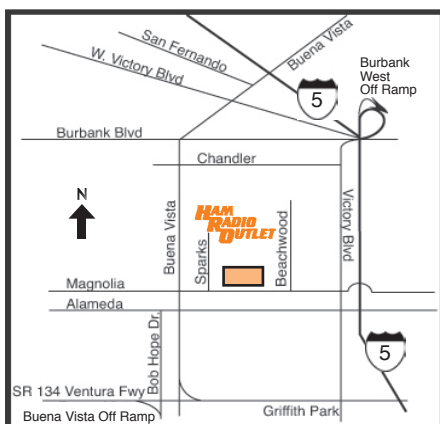 San Fernando
Buena Vista
W. Victory Blvd
Burbank
West
Off Ramp
5
Burbank Blvd
Chandler
N
HAM
RADIO
OUTLET
Buena Vista
Sparks
Beachwood
Victory Blvd
Magnolia
Alameda
Bob Hope Dr.
5
SR 134 Ventura Fwy
Buena Vista Off Ramp
Griffith Park